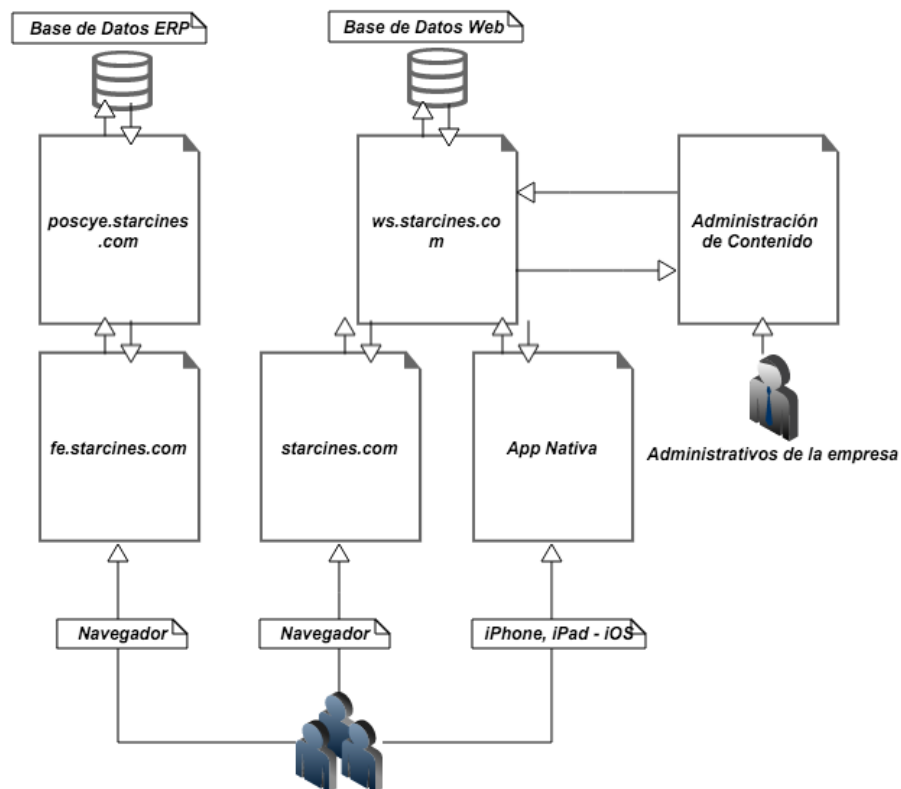 Base de Datos ERP
Base de Datos Web
poscye.starcines
.com
ws.starcines.co
m
Administración
de Contenido
fe.starcines.com
starcines.com
App Nativa
Administrativos de la empresa
Navegador
Navegador
iPhone, iPad - iOS